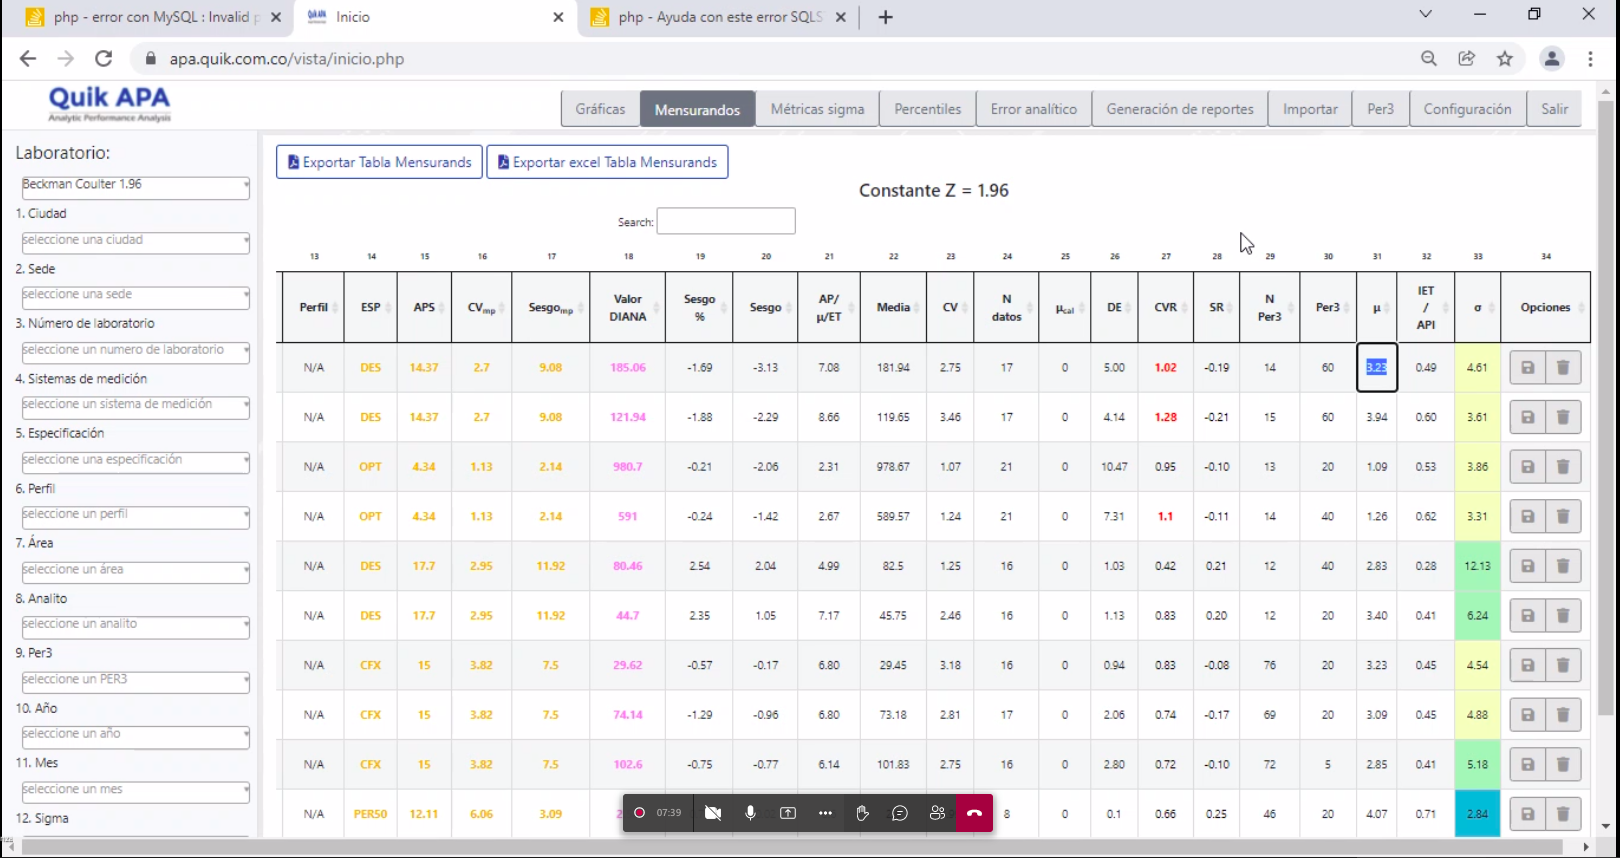 php - error con MySQL : Invalid p
Inicio
php - Ayuda con este error SQLS
apa.quik.com.co/vista/inicio.php
Quik APA
Analytic Performance Analysis
Gráficas
Mensurandos
Métricas sigma
Percentiles
Error analítico
Generación de reportes
Importar
Per3
Configuración
Salir
Laboratorio:
Beckman Coulter 1.96
1. Ciudad
seleccione una ciudad
2. Sede
seleccione una sede
3. Número de laboratorio
seleccione un numero de laboratorio
4. Sistemas de medición
seleccione un sistema de medición
5. Especificación
seleccione una especificación
6. Perfil
seleccione un perfil
7. Área
seleccione un área
8. Analito
seleccione un analito
9. Per3
seleccione un PER3
10. Año
seleccione un año
11. Mes
seleccione un mes
12. Sigma
Exportar Tabla Mensurands
Exportar excel Tabla Mensurands
Constante Z = 1.96
Search:
13 14 15 16 17 18 19 20 21 22 23 24 25 26 27 28 29 30 31 32 33 34
Perfil ESP APS CVmp Sesgomp Valor DIANA Sesgo % Sesgo AP/ μ/ET Media CV N datos μcal DE CVR SR N Per3 Per3 μ IET / API σ Opciones
N/A DES 14.37 2.7 9.08 185.06 -1.69 -3.13 7.08 181.94 2.75 17 0 5.00 1.02 -0.19 14 60 3.23 0.49 4.61
N/A DES 14.37 2.7 9.08 121.94 -1.88 -2.29 8.66 119.65 3.46 17 0 4.14 1.28 -0.21 15 60 3.94 0.60 3.61
N/A OPT 4.34 1.13 2.14 980.7 -0.21 -2.06 2.31 978.67 1.07 21 0 10.47 0.95 -0.10 13 20 1.09 0.53 3.86
N/A OPT 4.34 1.13 2.14 591 -0.24 -1.42 2.67 589.57 1.24 21 0 7.31 1.1 -0.11 14 40 1.26 0.62 3.31
N/A DES 17.7 2.95 11.92 80.46 2.54 2.04 4.99 82.5 1.25 16 0 1.03 0.42 0.21 12 40 2.83 0.28 12.13
N/A DES 17.7 2.95 11.92 44.7 2.35 1.05 7.17 45.75 2.46 16 0 1.13 0.83 0.20 12 20 3.40 0.41 6.24
N/A CFX 15 3.82 7.5 29.62 -0.57 -0.17 6.80 29.45 3.18 16 0 0.94 0.83 -0.08 76 20 3.23 0.45 4.54
N/A CFX 15 3.82 7.5 74.14 -1.29 -0.96 6.80 73.18 2.81 17 0 2.06 0.74 -0.17 69 20 3.09 0.45 4.88
N/A CFX 15 3.82 7.5 102.6 -0.75 -0.77 6.14 101.83 2.75 16 0 2.80 0.72 -0.10 72 5 2.85 0.41 5.18
N/A PER50 12.11 6.06 3.09 8 0 0.1 0.66 0.25 46 20 4.07 0.71 2.84
07:39